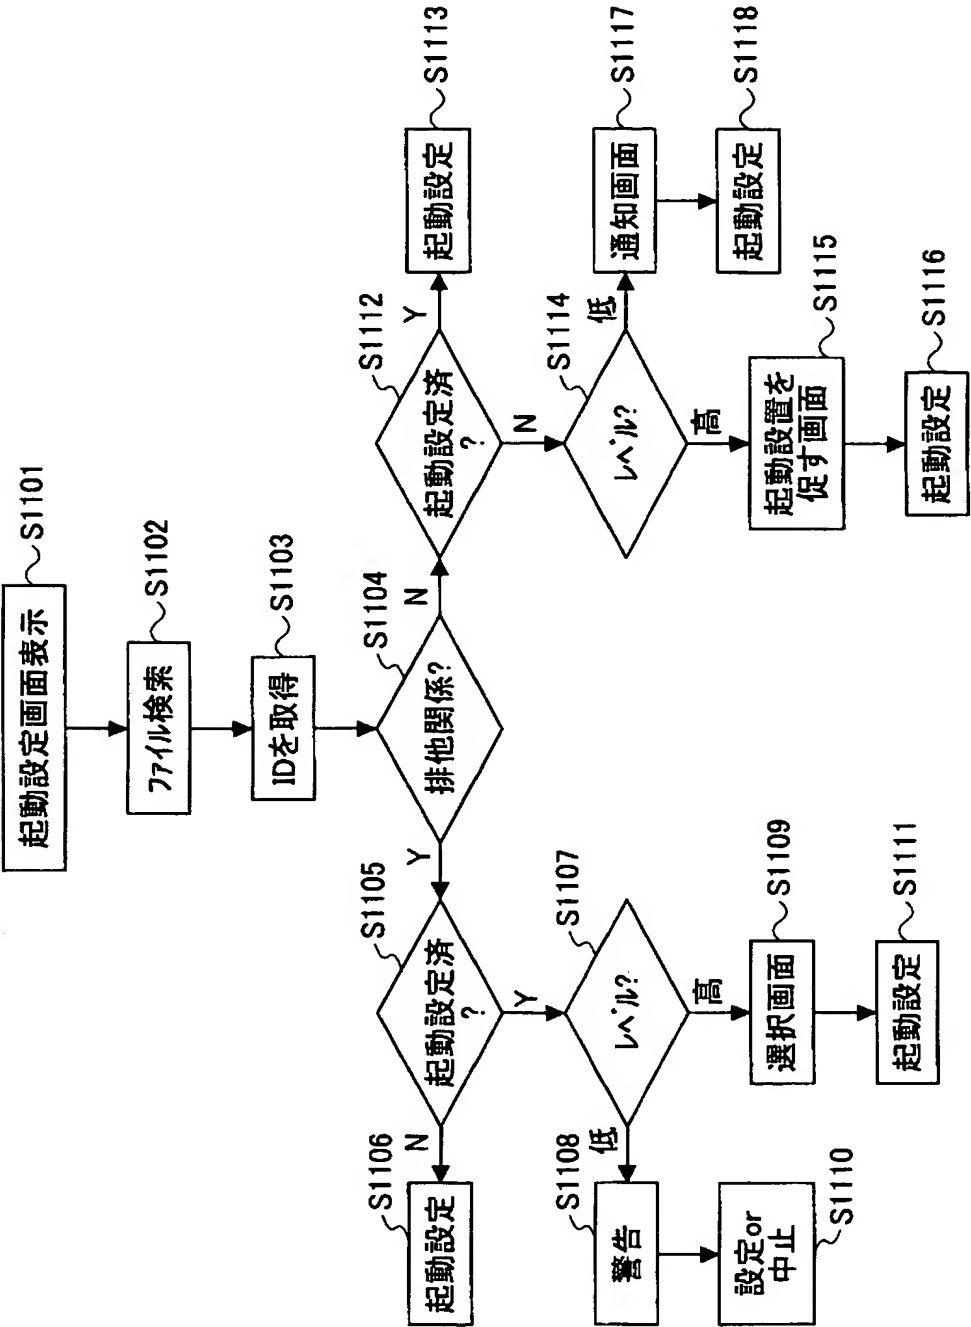 起動設定画面表示
S1101
ファイル検索
S1102
IDを取得
S1103
排他関係?
S1104
Y
N
起動設定済
?
S1105
N
Y
起動設定
S1106
レベル?
S1107
低
高
警告
S1108
設定or
中止
S1110
選択画面
S1109
起動設定
S1111
起動設定済
?
S1112
Y
N
起動設定
S1113
レベル?
S1114
低
高
起動設置を
促す画面
S1115
起動設定
S1116
通知画面
S1117
起動設定
S1118